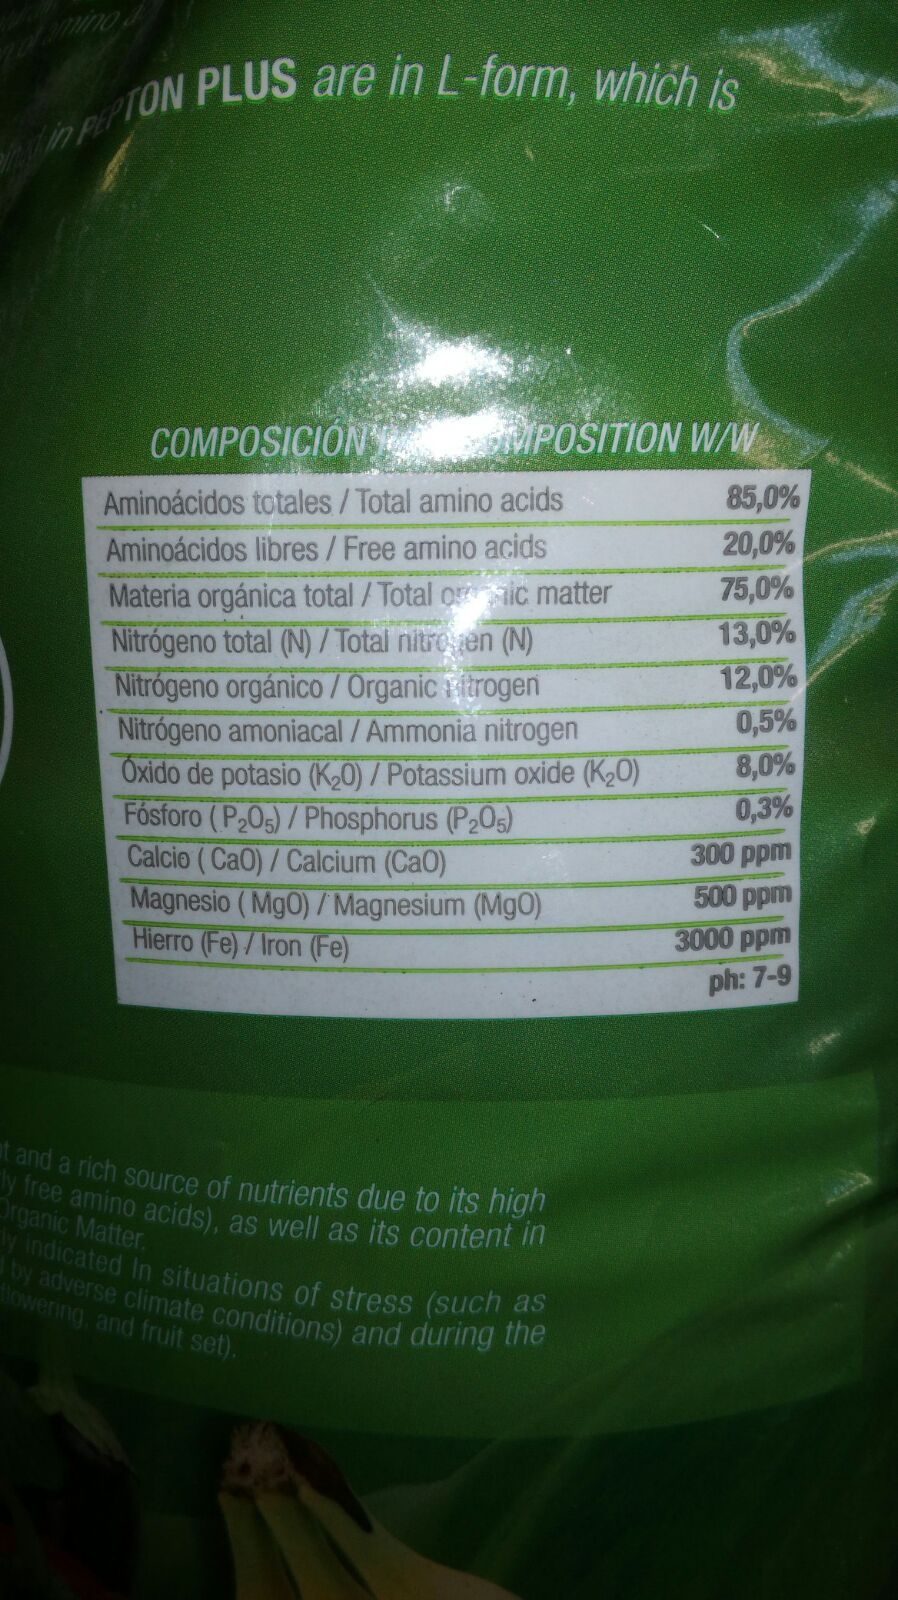 amino a
in PEPTON PLUS are in L-form, which is
COMPOSICIÓN COMPOSITION W/W
Aminoácidos totales / Total amino acids 85,0%
Aminoácidos libres / Free amino acids 20,0%
Materia orgánica total / Total organic matter 75,0%
Nitrógeno total (N) / Total nitrogen (N) 13,0%
Nitrógeno orgánico / Organic Nitrogen 12,0%
Nitrógeno amoniacal / Ammonia nitrogen 0,5%
Óxido de potasio (K₂O) / Potassium oxide (K₂O) 8,0%
Fósforo ( P₂O₅) / Phosphorus (P₂O₅) 0,3%
Calcio ( CaO) / Calcium (CaO) 300 ppm
Magnesio ( MgO) / Magnesium (MgO) 500 ppm
Hierro (Fe) / Iron (Fe) 3000 ppm
ph: 7-9
and a rich source of nutrients due to its high
free amino acids), as well as its content in
Organic Matter.
indicated In situations of stress (such as
by adverse climate conditions) and during the
flowering, and fruit set).